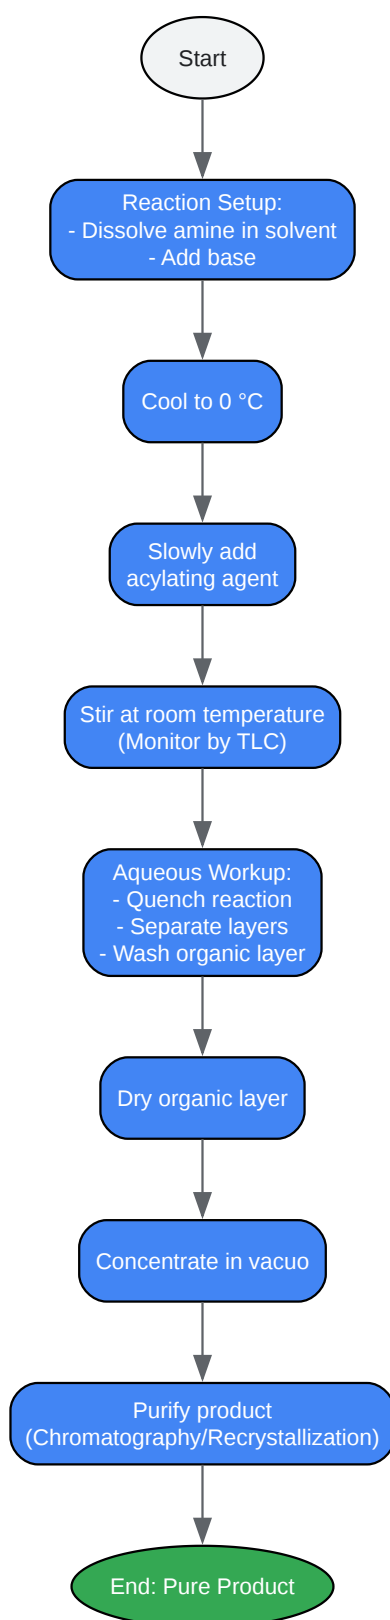 Start
Reaction Setup:
- Dissolve amine in solvent
- Add base
Cool to 0 °C
Slowly add
acylating agent
Stir at room temperature
(Monitor by TLC)
Aqueous Workup:
- Quench reaction
- Separate layers
- Wash organic layer
Dry organic layer
Concentrate in vacuo
Purify product
(Chromatography/Recrystallization)
End: Pure Product